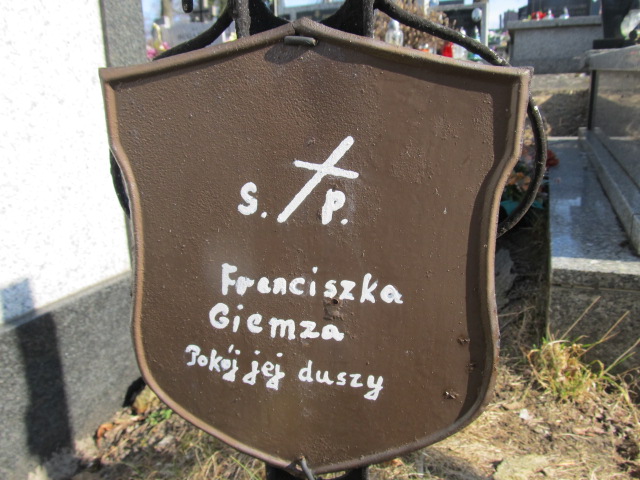 S. P.
Frenciszka
Giemza
Pokój jej duszy